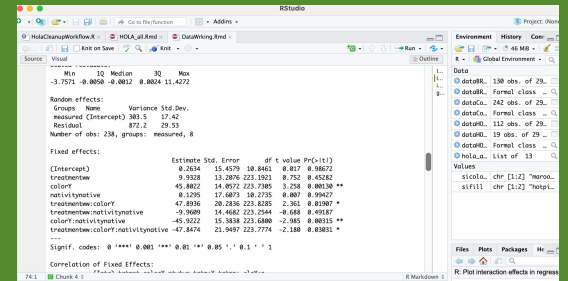 RStudio
Go to file/function
Addins
Project: (None
HolaCleanupWorkflow.R
HOLA_all.Rmd
DataWrking.Rmd
Knit on Save
Knit
Run
Source Visual
Outline
Min 1Q Median 3Q Max
-3.7571 -0.0050 -0.0012 0.0024 11.4272
Random effects:
Groups Name Variance Std.Dev.
measured (Intercept) 303.5 17.42
Residual 872.2 29.53
Number of obs: 238, groups: measured, 8
Fixed effects:
Estimate Std. Error df t value Pr(>|t|)
(Intercept) 0.2634 15.4579 10.8461 0.017 0.98672
treatmentww 9.9328 13.2076 223.1921 0.752 0.45282
colorY 45.8022 14.0572 223.7305 3.258 0.00130 **
nativitynative 0.1295 17.6073 10.2735 0.007 0.99427
treatmentww:colorY 47.8936 20.2836 223.8285 2.361 0.01907 *
treatmentww:nativitynative -9.9609 14.4682 223.2544 -0.688 0.49187
colorY:nativitynative -45.9222 15.3838 223.6800 -2.985 0.00315 **
treatmentww:colorY:nativitynative -47.8474 21.9497 223.7774 -2.180 0.03031 *
---
Signif. codes: 0 '***' 0.001 '**' 0.01 '*' 0.05 '.' 0.1 ' ' 1
Correlation of Fixed Effects:
74:1 Chunk 4
R Markdown
Environment History
46 MiB
R Global Environment
Data
dataBR… 130 obs. of 29…
dataBR… Formal class …
dataCo… 242 obs. of 29…
dataCo… Formal class …
dataHO… 112 obs. of 29…
dataHO… 19 obs. of 29 …
dataHO… Formal class …
hola_a… List of 13
Values
sicolo… chr [1:2] "maroo…
sifill chr [1:2] "hotpi…
Files Plots Packages
R: Plot interaction effects in regress